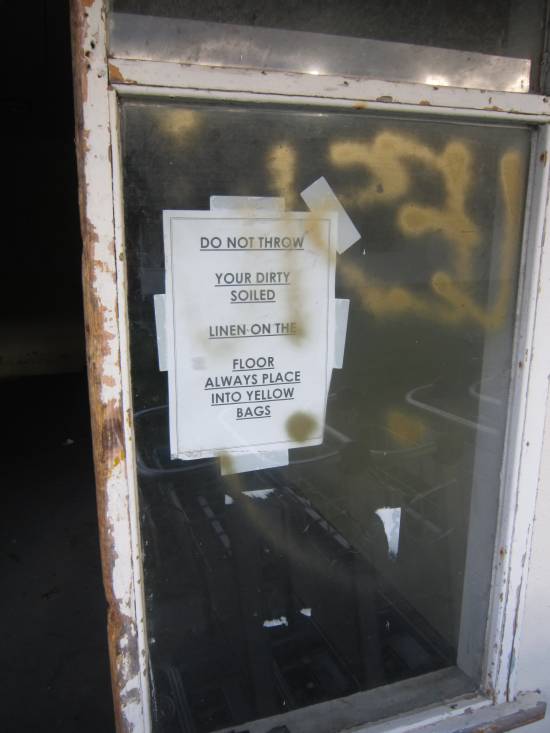 DO NOT THROW
YOUR DIRTY
SOILED
LINEN ON THE
FLOOR
ALWAYS PLACE
INTO YELLOW
BAGS